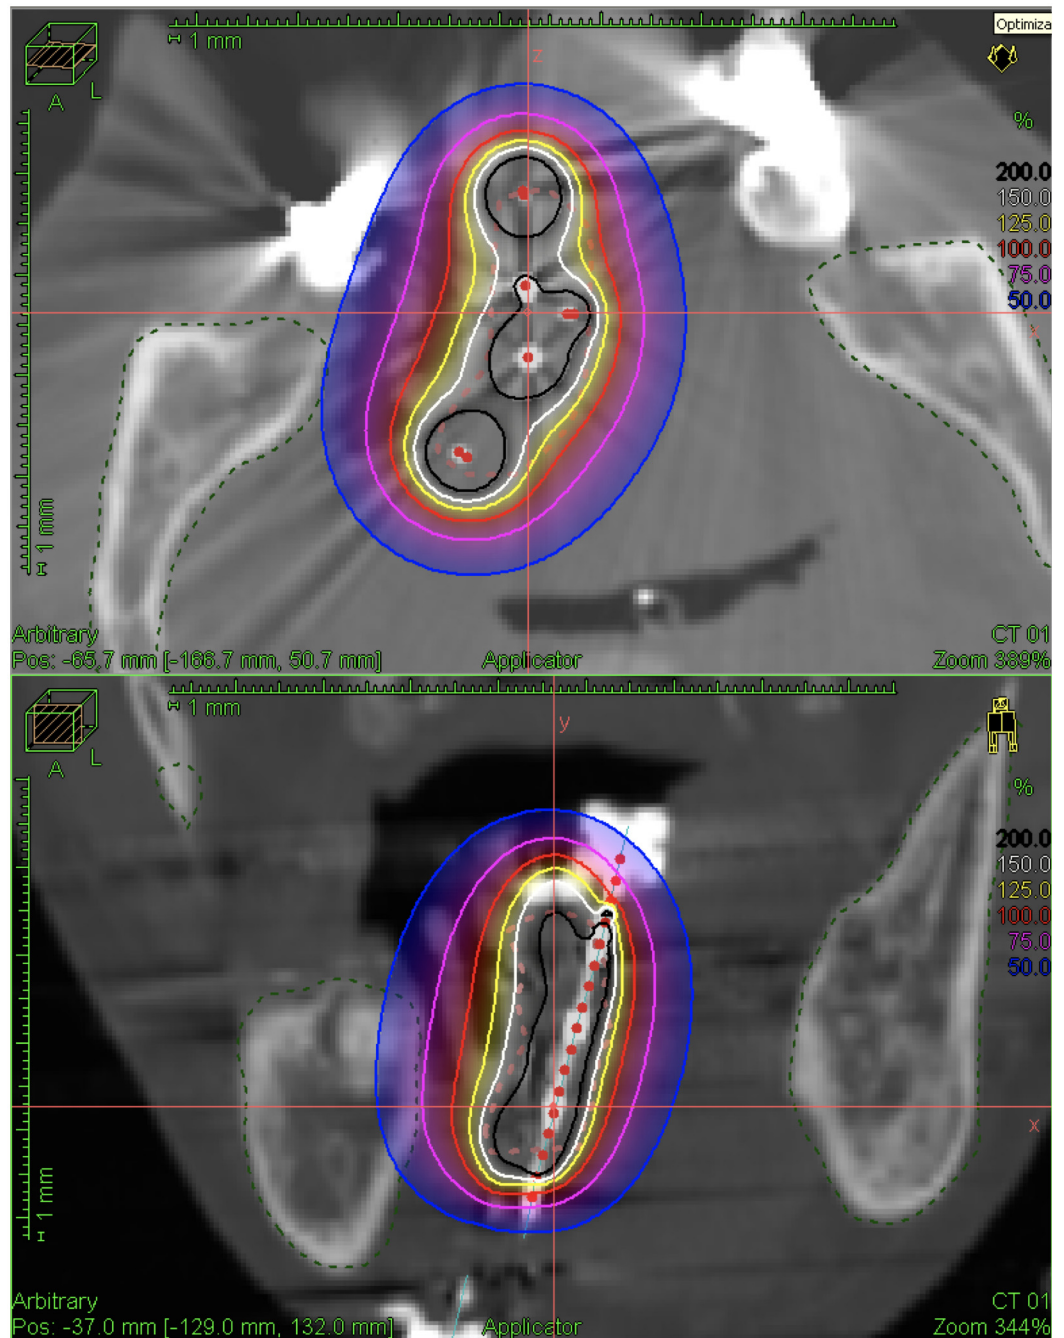 Optimiza
z
1 mm
A
L
%
200.0
150.0
125.0
100.0
75.0
50.0
1 mm
Arbitrary
CT 01
Pos: -65.7 mm [-166.7 mm, 50.7 mm]
Applicator
Zoom 389%
1 mm
y
A
L
%
200.0
150.0
125.0
100.0
75.0
50.0
x
1 mm
Arbitrary
CT 01
Pos: -37.0 mm [-129.0 mm, 132.0 mm]
Applicator
Zoom 344%